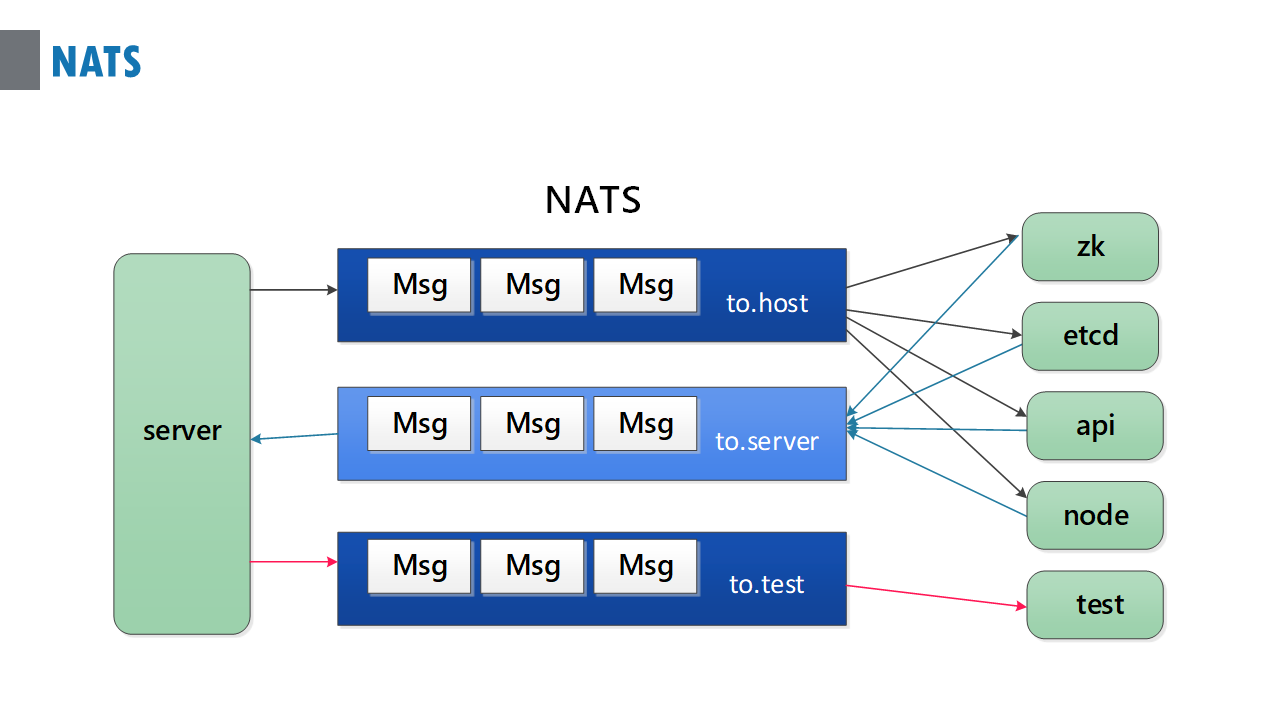 NATS
NATS
server
Msg Msg Msg to.host
Msg Msg Msg to.server
Msg Msg Msg to.test
zk
etcd
api
node
test